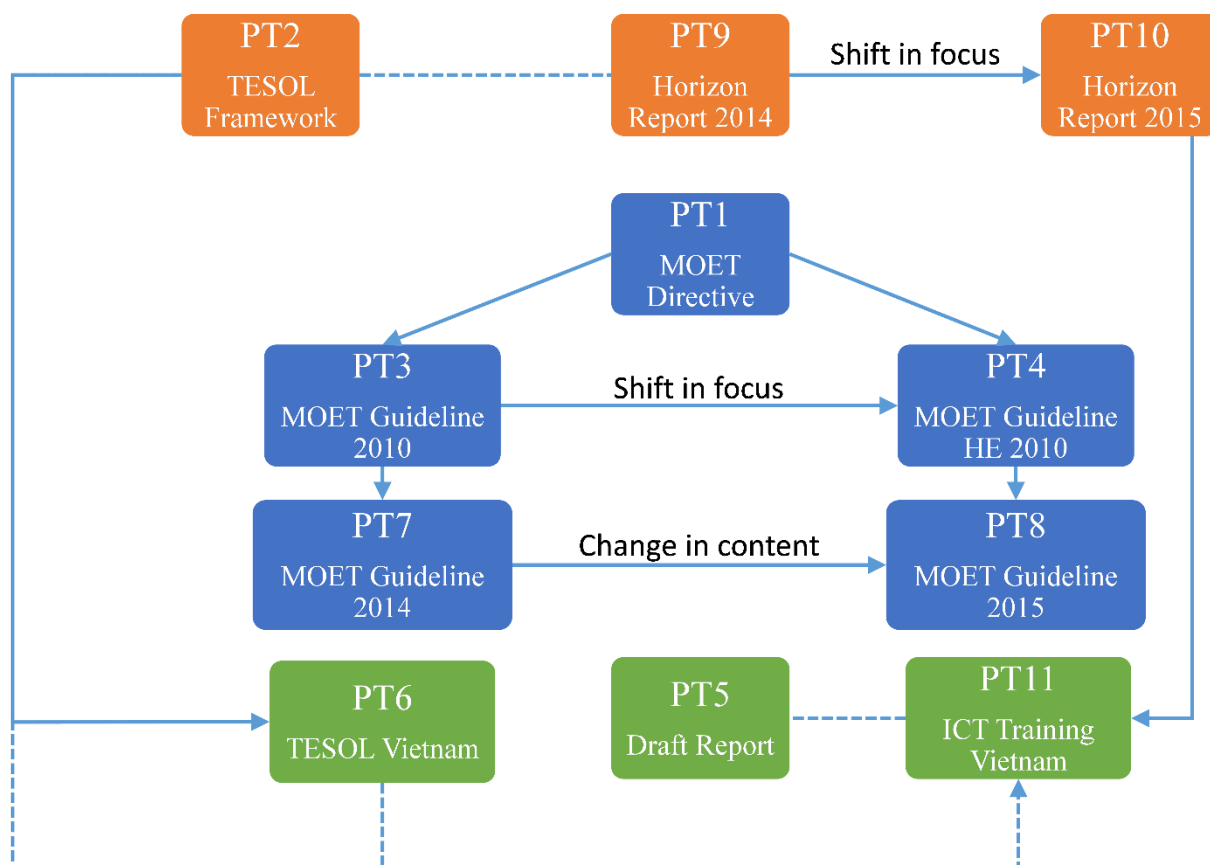 PT2
TESOL
Framework
PT9
Horizon
Report 2014
Shift in focus
PT10
Horizon
Report 2015
PT1
MOET
Directive
PT3
MOET Guideline
2010
Shift in focus
PT4
MOET Guideline
HE 2010
PT7
MOET Guideline
2014
Change in content
PT8
MOET Guideline
2015
PT6
TESOL Vietnam
PT5
Draft Report
PT11
ICT Training
Vietnam